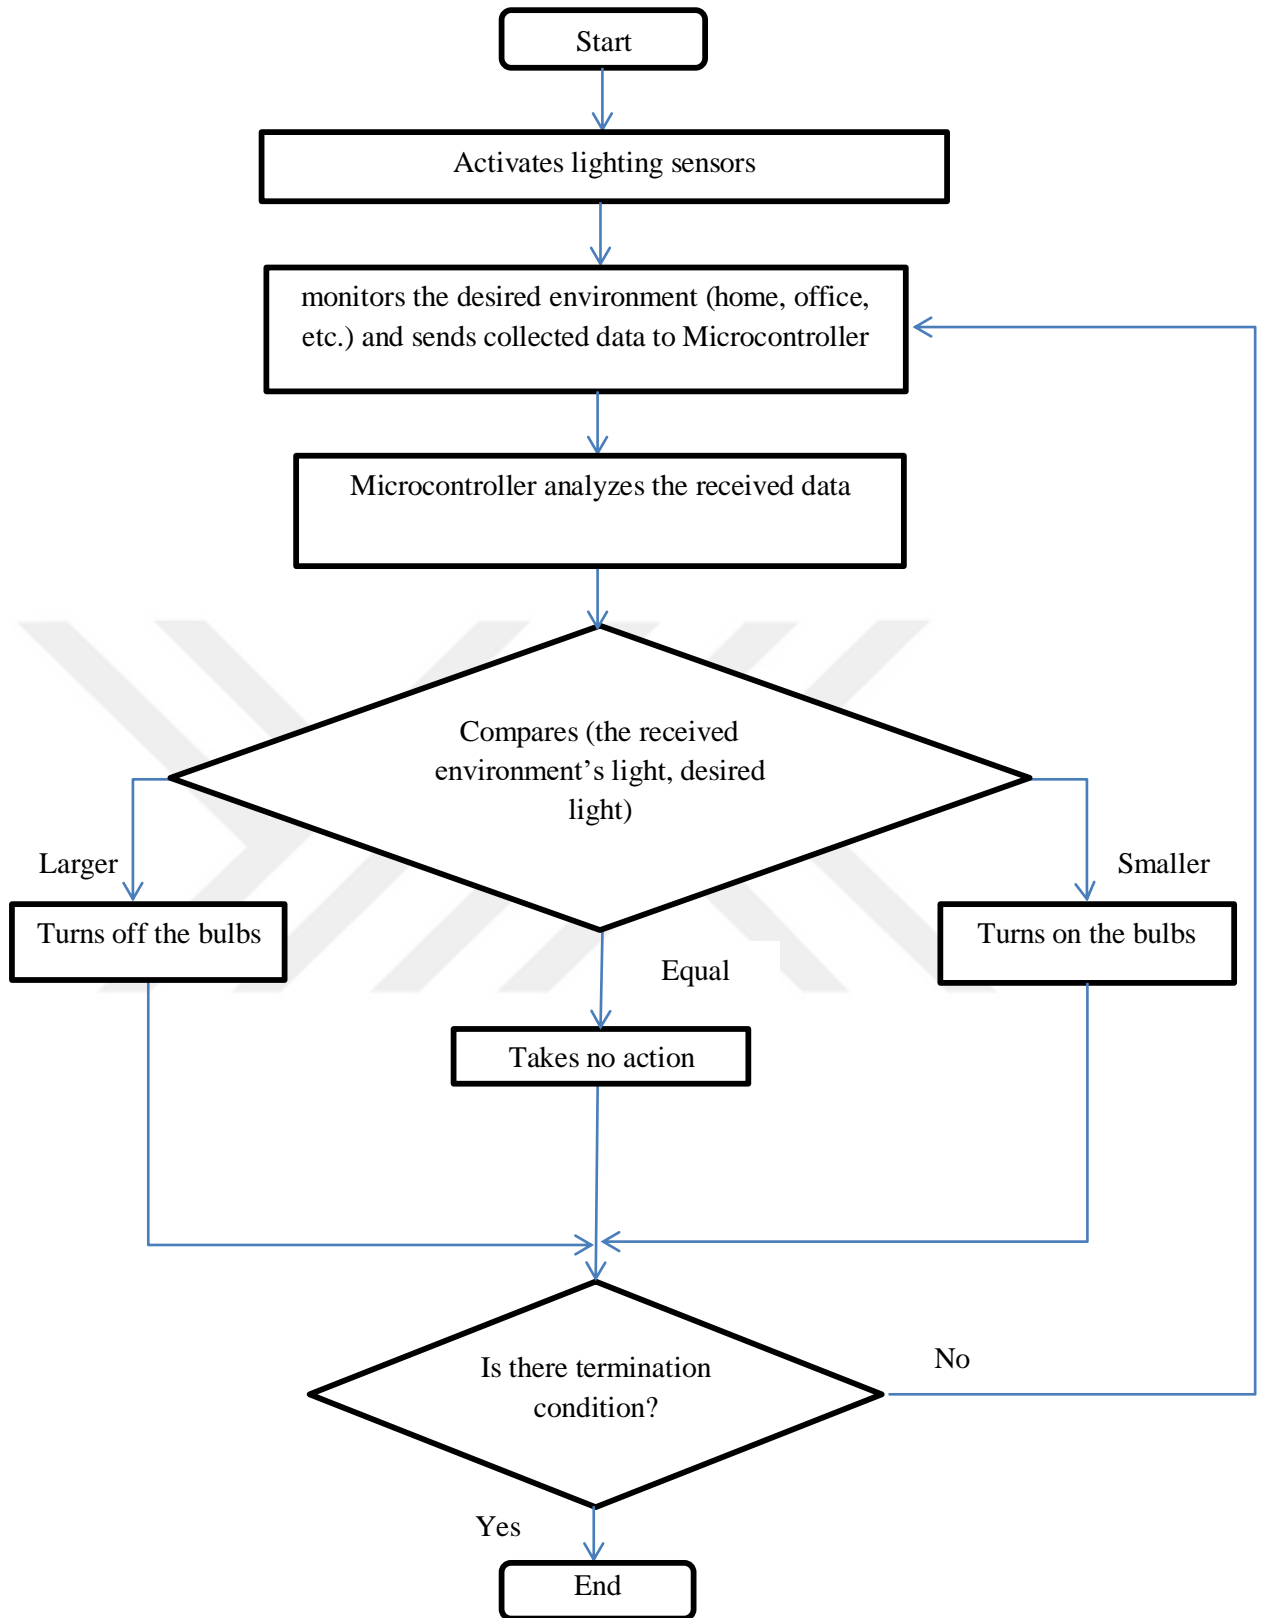 Start
Activates lighting sensors
monitors the desired environment (home, office,
etc.) and sends collected data to Microcontroller
Microcontroller analyzes the received data
Compares (the received
environment’s light, desired
light)
Larger
Smaller
Turns off the bulbs
Turns on the bulbs
Equal
Takes no action
Is there termination
condition?
No
Yes
End